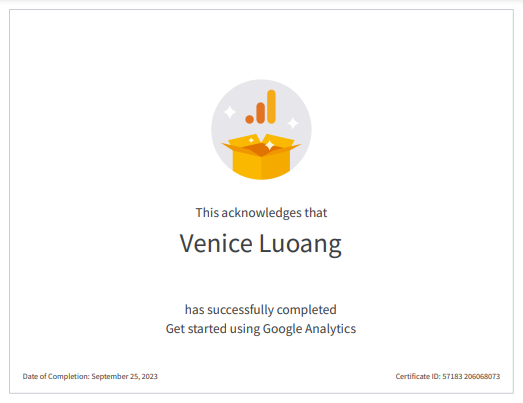 This acknowledges that
Venice Luoang
has successfully completed
Get started using Google Analytics
Date of Completion: September 25, 2023
Certificate ID: 57183 206068073